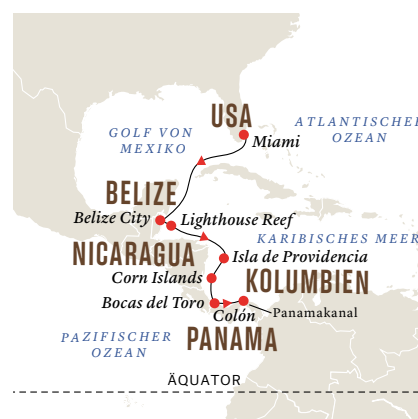 USA
ATLANTISCHER
OZEAN
GOLF VON
MEXIKO
Miami
BELIZE
Belize City
Lighthouse Reef
KARIBISCHES MEER
NICARAGUA
Isla de Providencia
Corn Islands
KOLUMBIEN
Bocas del Toro
Colón
Panamakanal
PAZIFISCHER
OZEAN
PANAMA
ÄQUATOR